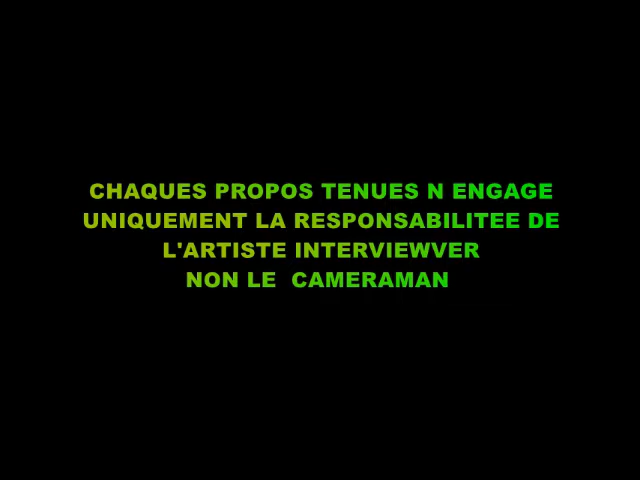 CHAQUES PROPOS TENUES N ENGAGE
UNIQUEMENT LA RESPONSABILITEE DE
L'ARTISTE INTERVIEWVER
NON LE  CAMERAMAN